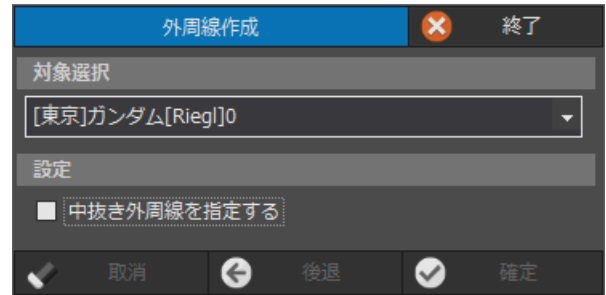 外周線作成 終了
対象選択
[東京]ガンダム[Riegl]0
設定
中抜き外周線を指定する
取消 後退 確定